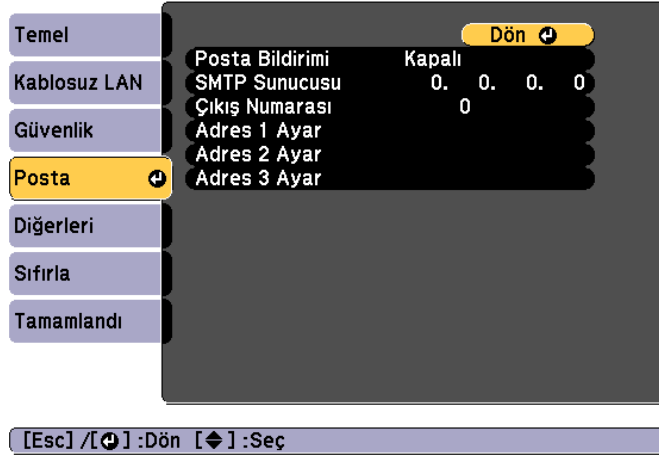 Temel
Kablosuz LAN
Güvenlik
Posta
Diğerleri
Sıfırla
Tamamlandı
Dön
Posta Bildirimi Kapalı
SMTP Sunucusu 0. 0. 0. 0
Çıkış Numarası 0
Adres 1 Ayar
Adres 2 Ayar
Adres 3 Ayar
[Esc] /[⏎] :Dön [◆] :Seç